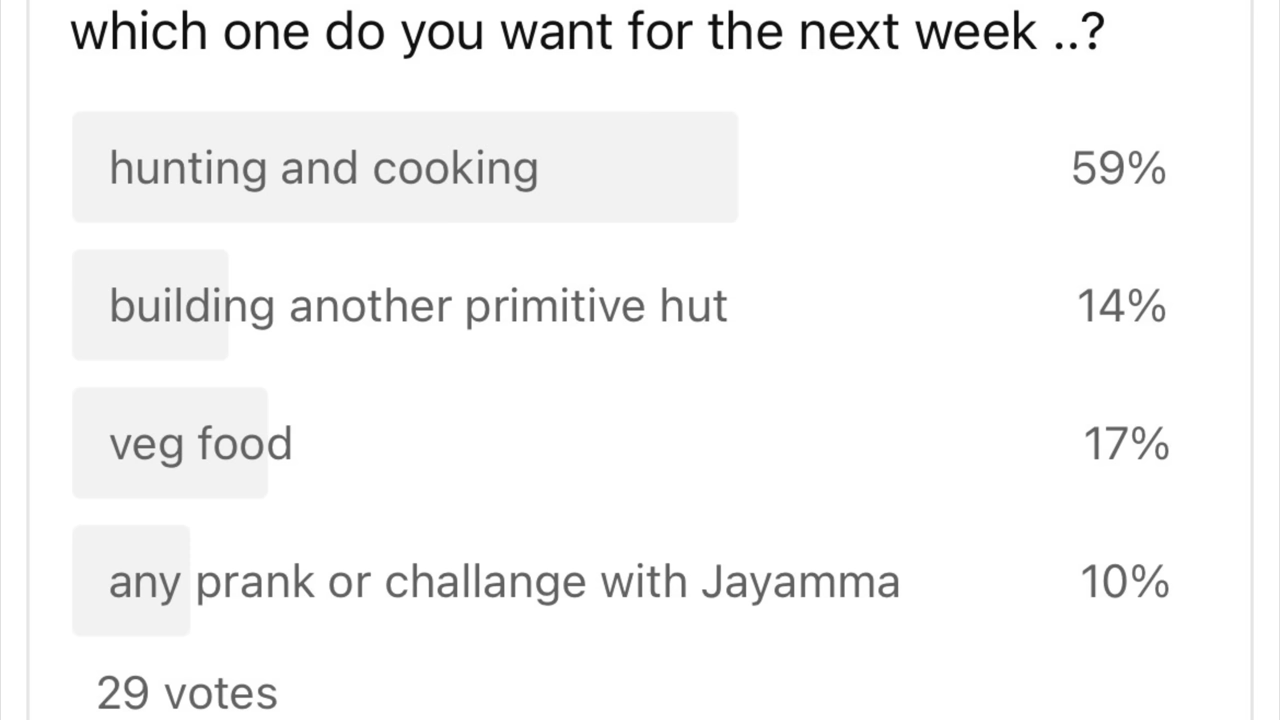 which one do you want for the next week ..?
hunting and cooking 59%
building another primitive hut 14%
veg food 17%
any prank or challange with Jayamma 10%
29 votes